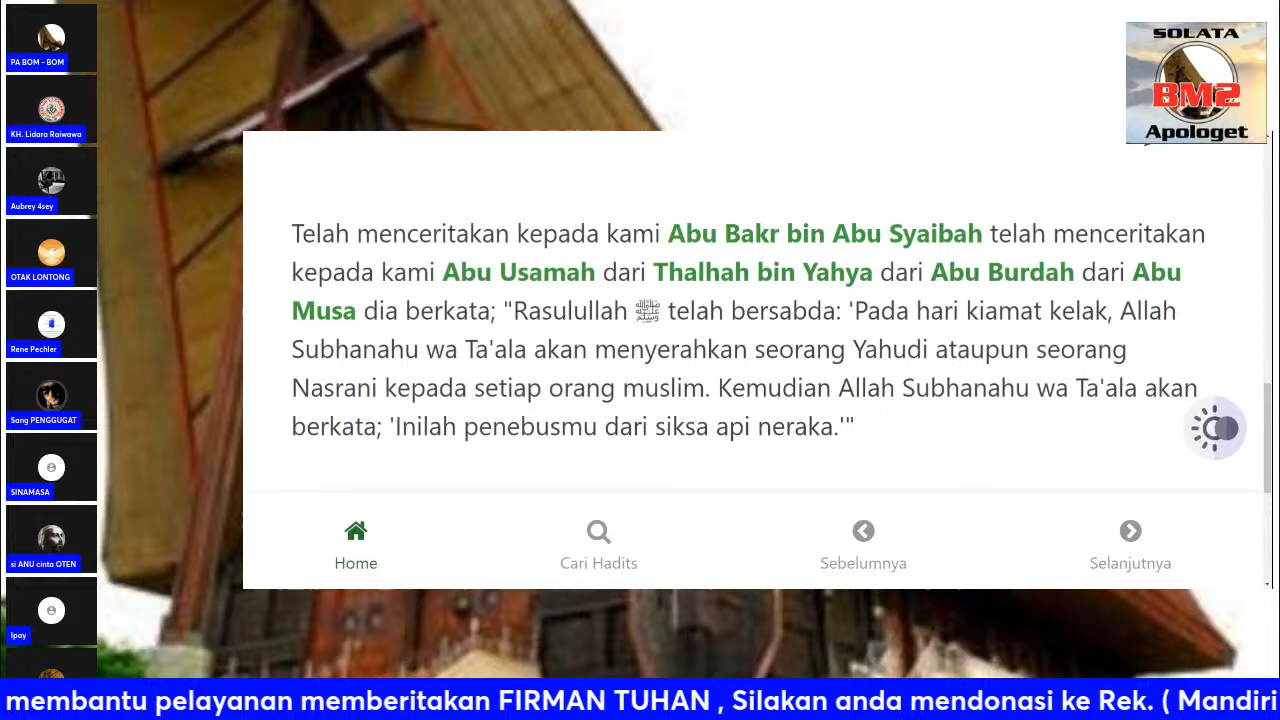 PA BOM - BOM
KH. Lidara Raiwawa
Aubrey 4sey
OTAK LONTONG
Rene Pechler
Sang PENGGUGAT
SINAMASA
si ANU cinta OTEN
Ipay
SOLATA
BM2
Apologet
Telah menceritakan kepada kami Abu Bakr bin Abu Syaibah telah menceritakan
kepada kami Abu Usamah dari Thalhah bin Yahya dari Abu Burdah dari Abu
Musa dia berkata; "Rasulullah ﷺ telah bersabda: 'Pada hari kiamat kelak, Allah
Subhanahu wa Ta'ala akan menyerahkan seorang Yahudi ataupun seorang
Nasrani kepada setiap orang muslim. Kemudian Allah Subhanahu wa Ta'ala akan
berkata; 'Inilah penebusmu dari siksa api neraka.'"
Home
Cari Hadits
Sebelumnya
Selanjutnya
membantu pelayanan memberitakan FIRMAN TUHAN , Silakan anda mendonasi ke Rek. ( Mandiri